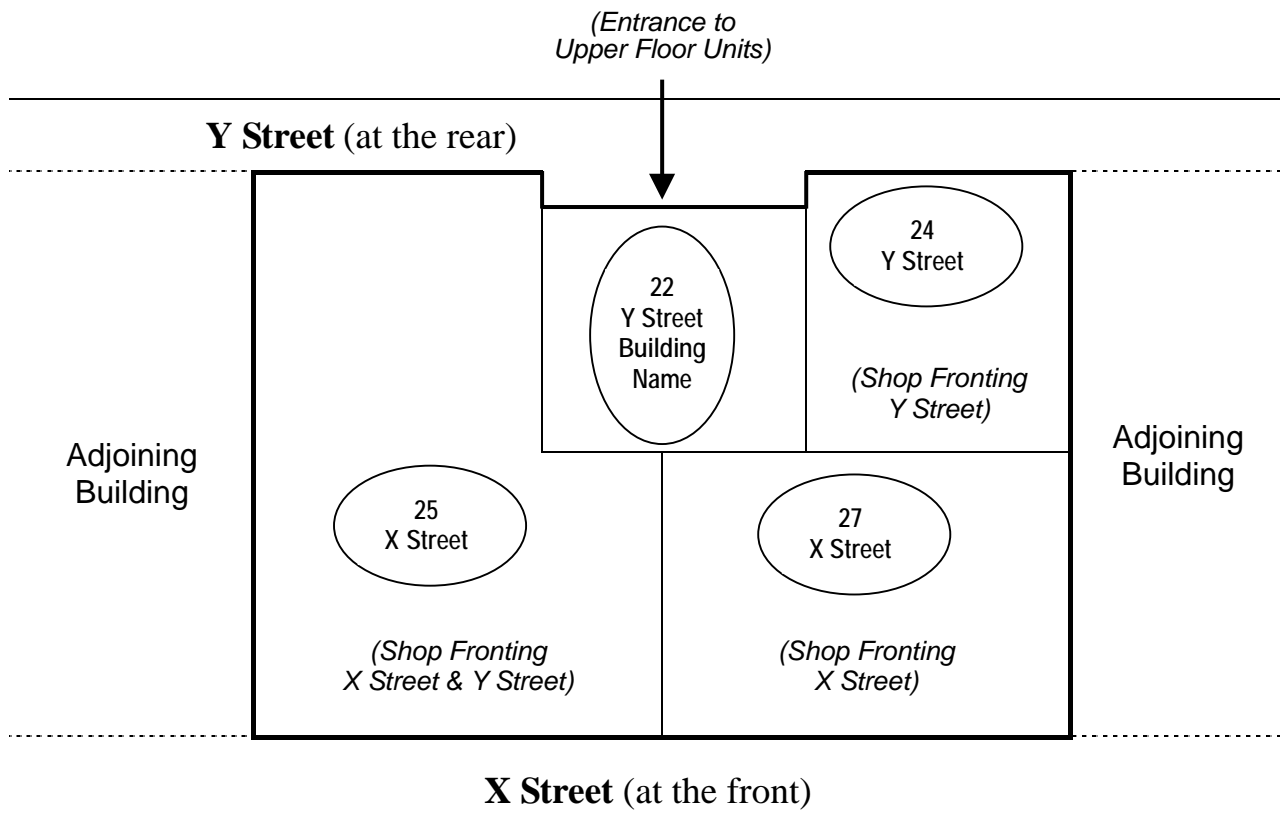 (Entrance to
Upper Floor Units)
Y Street (at the rear)
22
Y Street
Building
Name
24
Y Street
(Shop Fronting
Y Street)
Adjoining
Building
Adjoining
Building
25
X Street
27
X Street
(Shop Fronting
X Street & Y Street)
(Shop Fronting
X Street)
X Street (at the front)